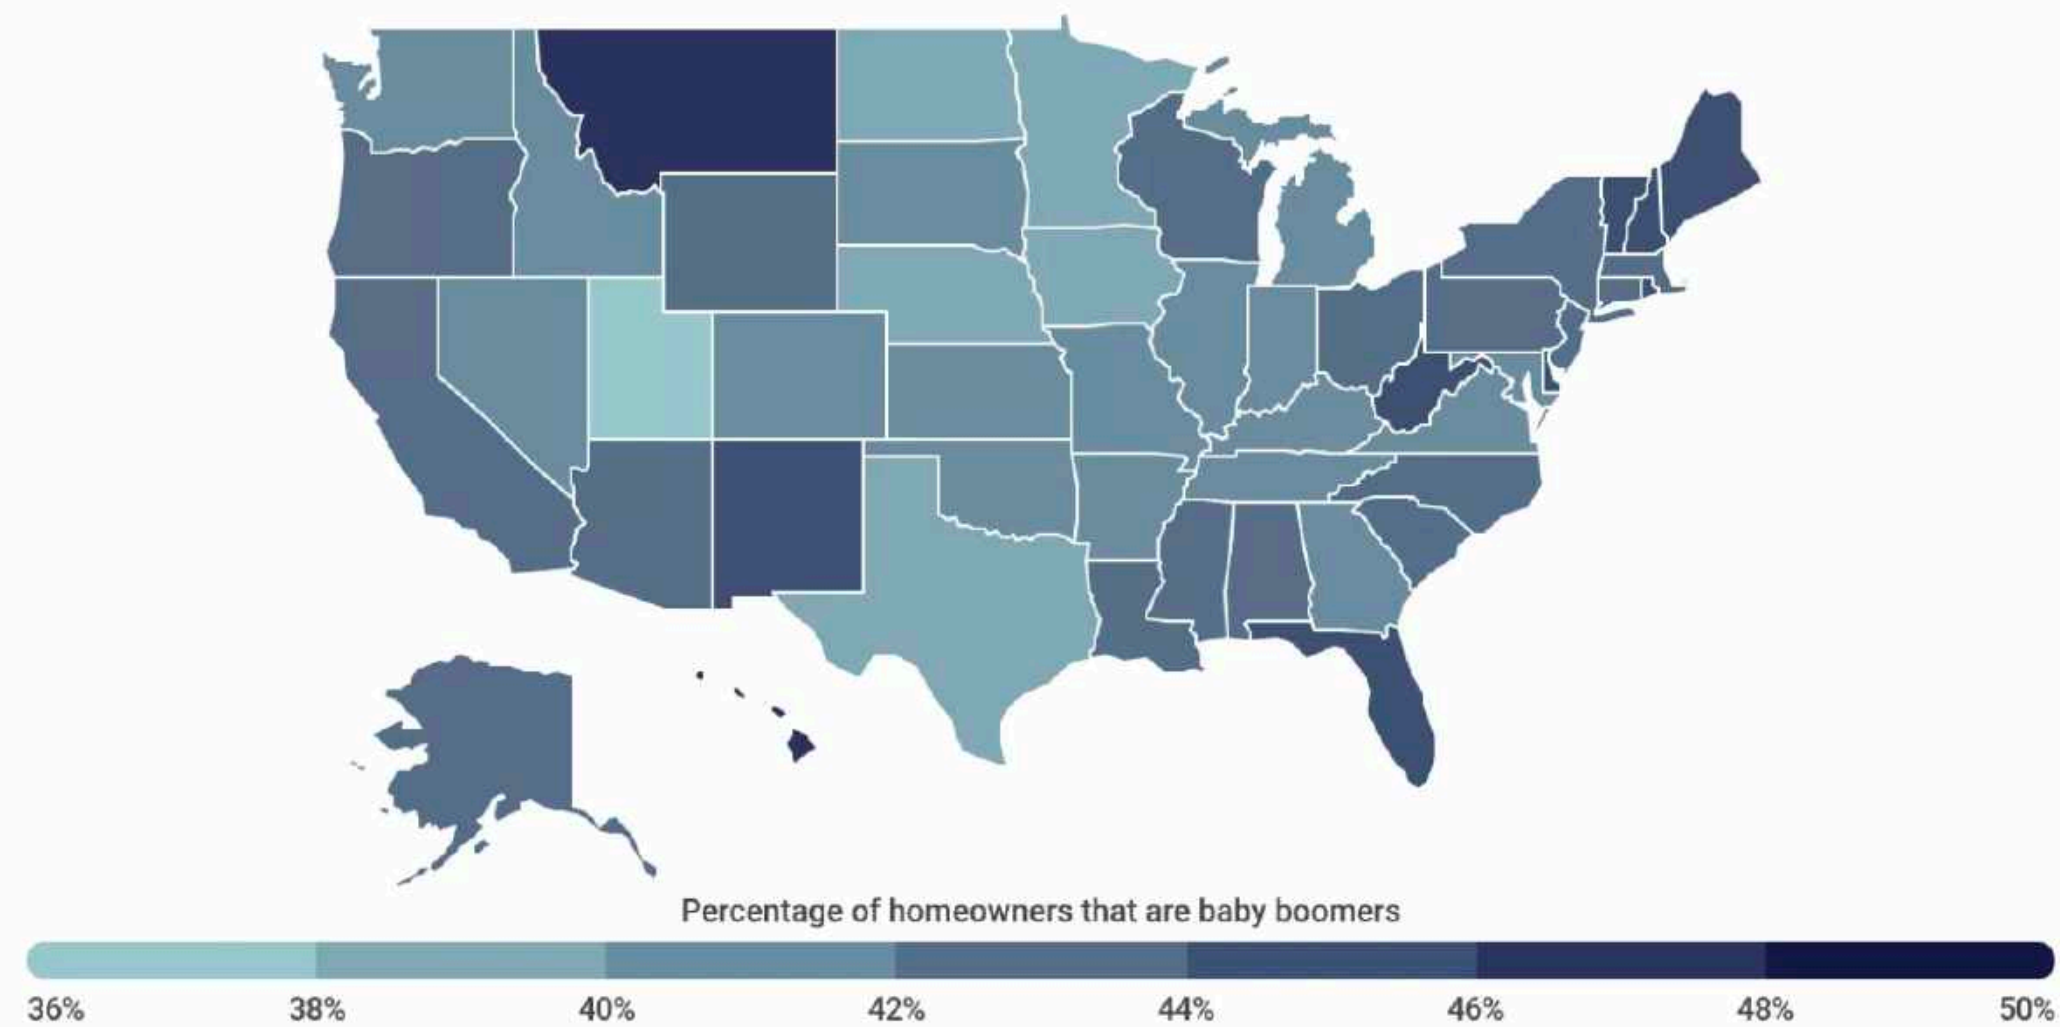 Percentage of homeowners that are baby boomers
36% 38% 40% 42% 44% 46% 48% 50%